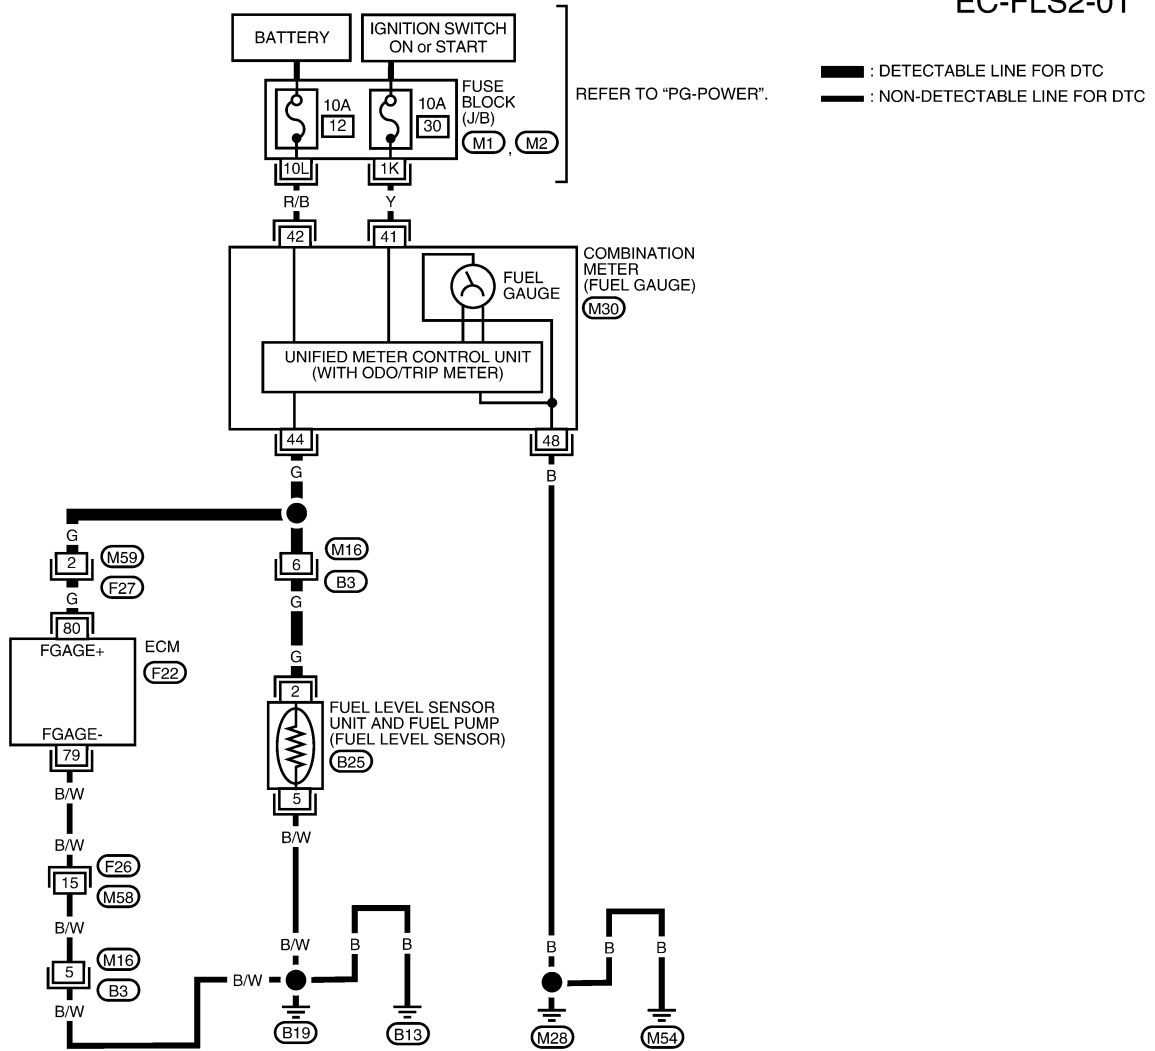 EC-FLS2-01
BATTERY
IGNITION SWITCH
ON or START
: DETECTABLE LINE FOR DTC
: NON-DETECTABLE LINE FOR DTC
REFER TO “PG-POWER”.
10A
12
10A
30
FUSE
BLOCK
(J/B)
M1 , M2
10L
1K
R/B
Y
42
41
FUEL
GAUGE
COMBINATION
METER
(FUEL GAUGE)
M30
UNIFIED METER CONTROL UNIT
(WITH ODO/TRIP METER)
44
48
G
B
G
2
M59
F27
G
6
M16
B3
G
G
80
FGAGE+
FGAGE-
ECM
F22
79
2
FUEL LEVEL SENSOR
UNIT AND FUEL PUMP
(FUEL LEVEL SENSOR)
B25
5
B/W
B/W
B/W
15
F26
M58
B/W
5
M16
B3
B/W
B/W
B/W
B
B
B
B
B
B19
B13
M28
M54